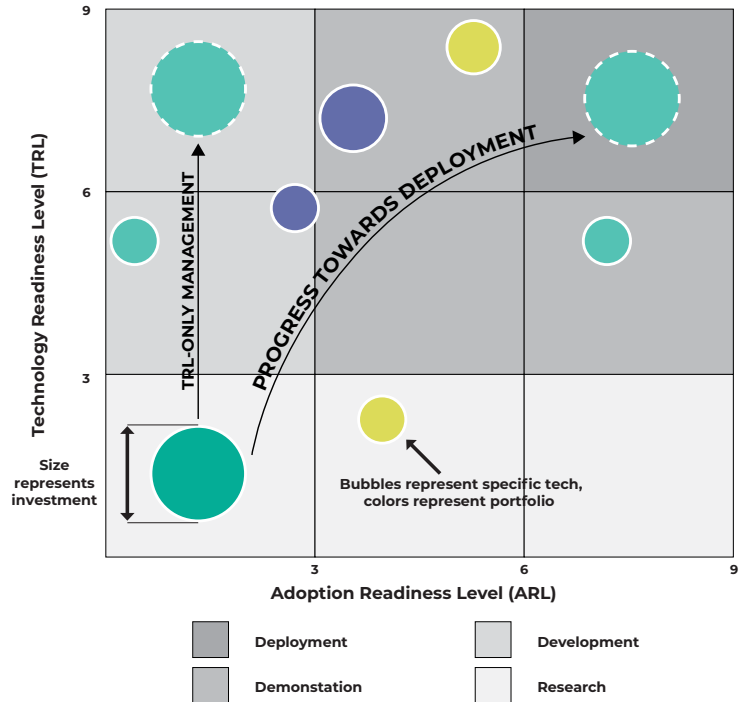 9
6
3
Technology Readiness Level (TRL)
TRL-ONLY MANAGEMENT
PROGRESS TOWARDS DEPLOYMENT
Size
represents
investment
Bubbles represent specific tech,
colors represent portfolio
3
6
9
Adoption Readiness Level (ARL)
Deployment
Development
Demonstation
Research